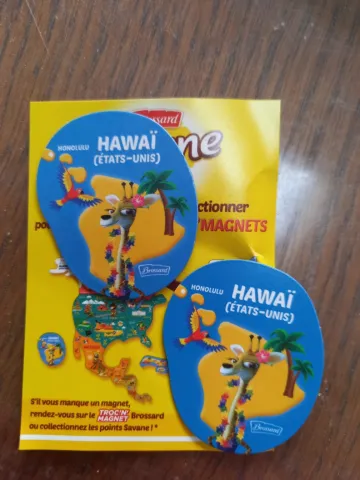 Brossard
ne
HONOLULU
HAWAÏ
(ÉTATS-UNIS)
ctionner
MAGNETS
Brossard
HONOLULU
HAWAÏ
(ÉTATS-UNIS)
S'il vous manque un magnet,
rendez-vous sur le TROC'N' MAGNET Brossard
ou collectionnez les points Savane ! *
Brossard